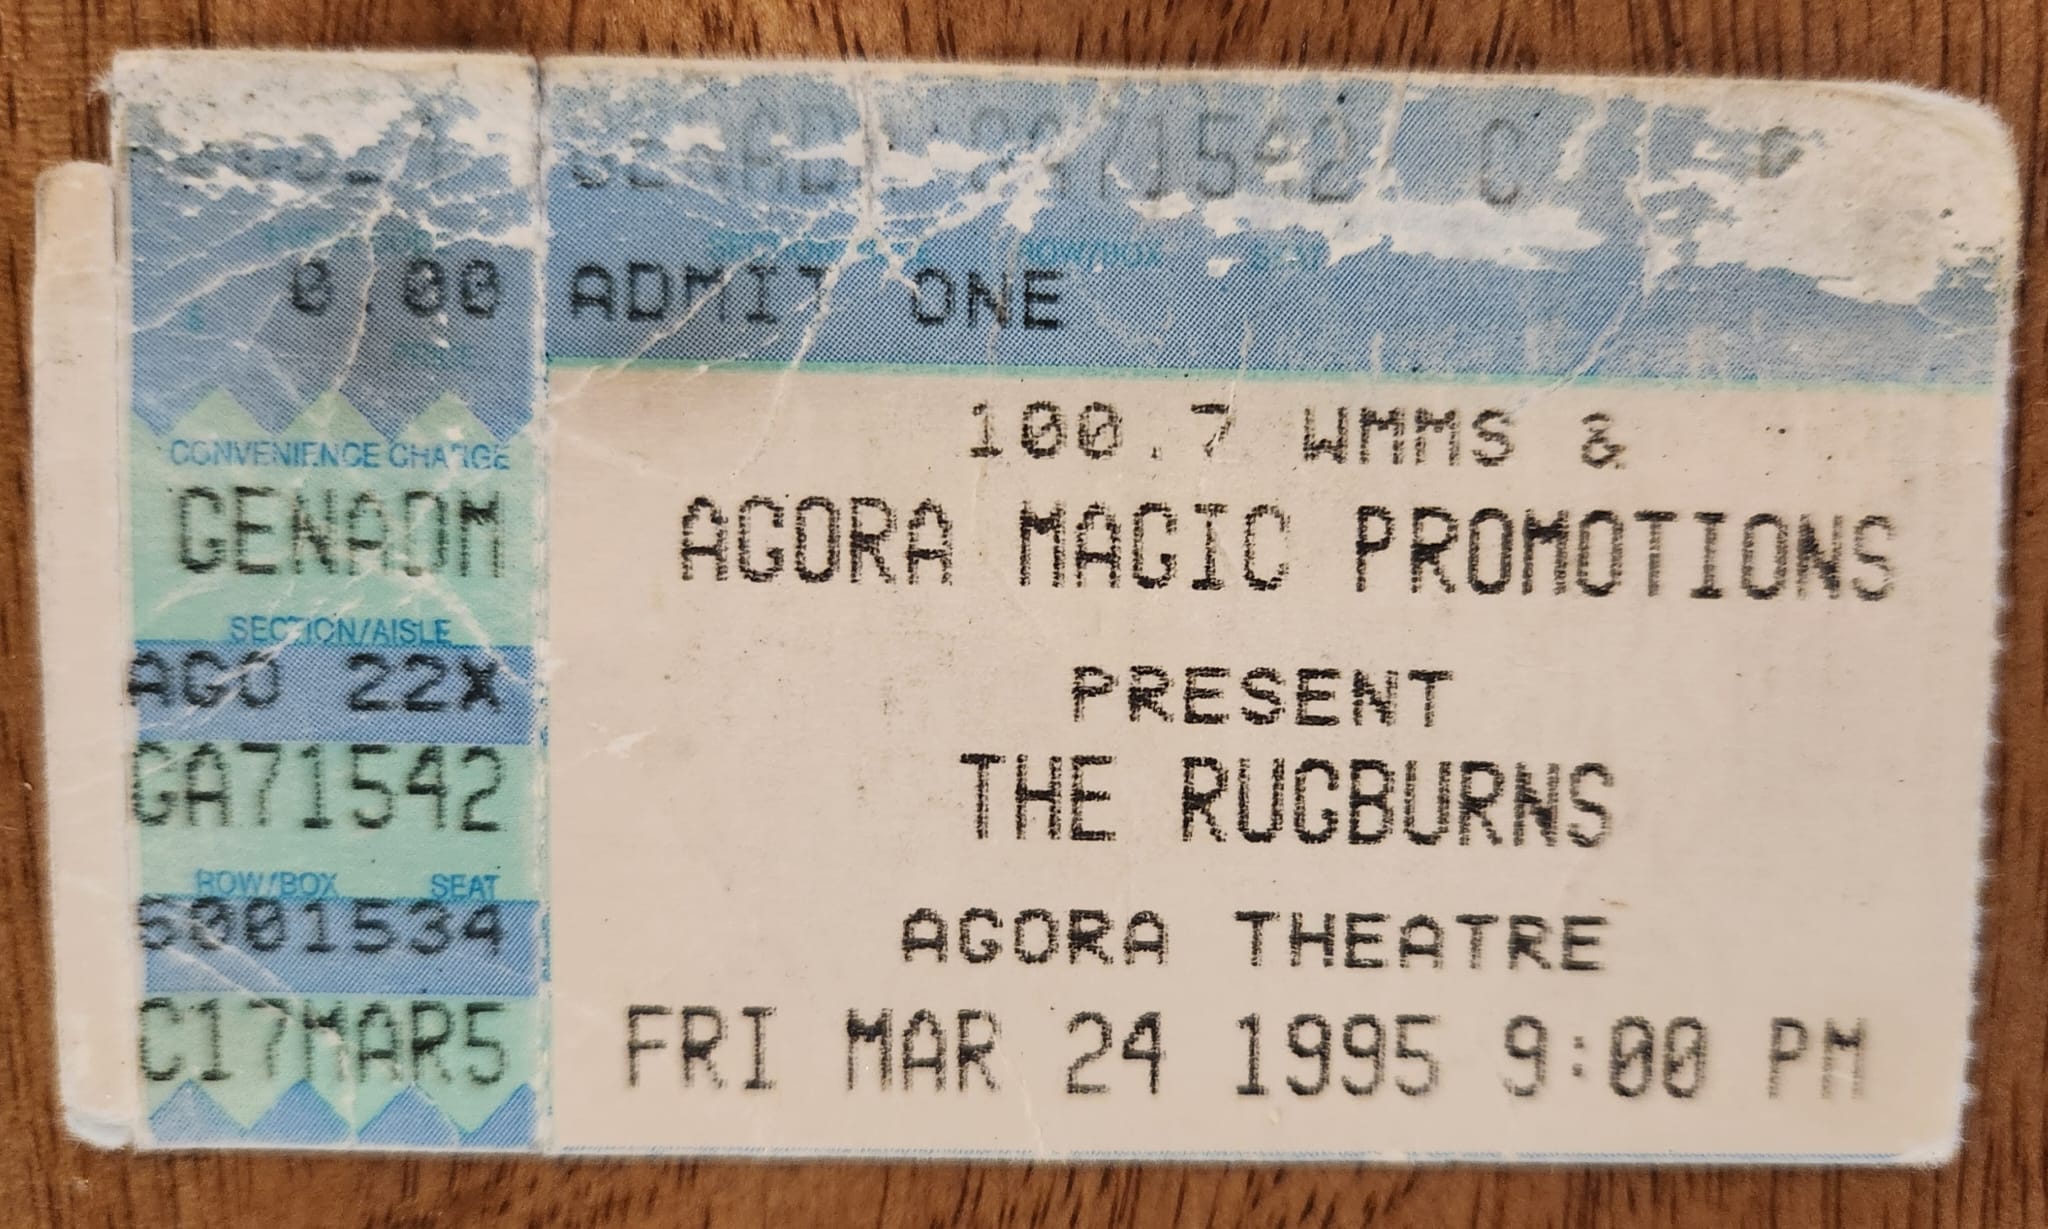 0.00 ADMIT ONE
CONVENIENCE CHARGE
GENADM
SECTION/AISLE
AGO 22X
GA71542
ROW/BOX SEAT
6001534
C17MAR5
100.7 WMMS &
AGORA MAGIC PROMOTIONS
PRESENT
THE RUGBURNS
AGORA THEATRE
FRI MAR 24 1995 9:00 PM